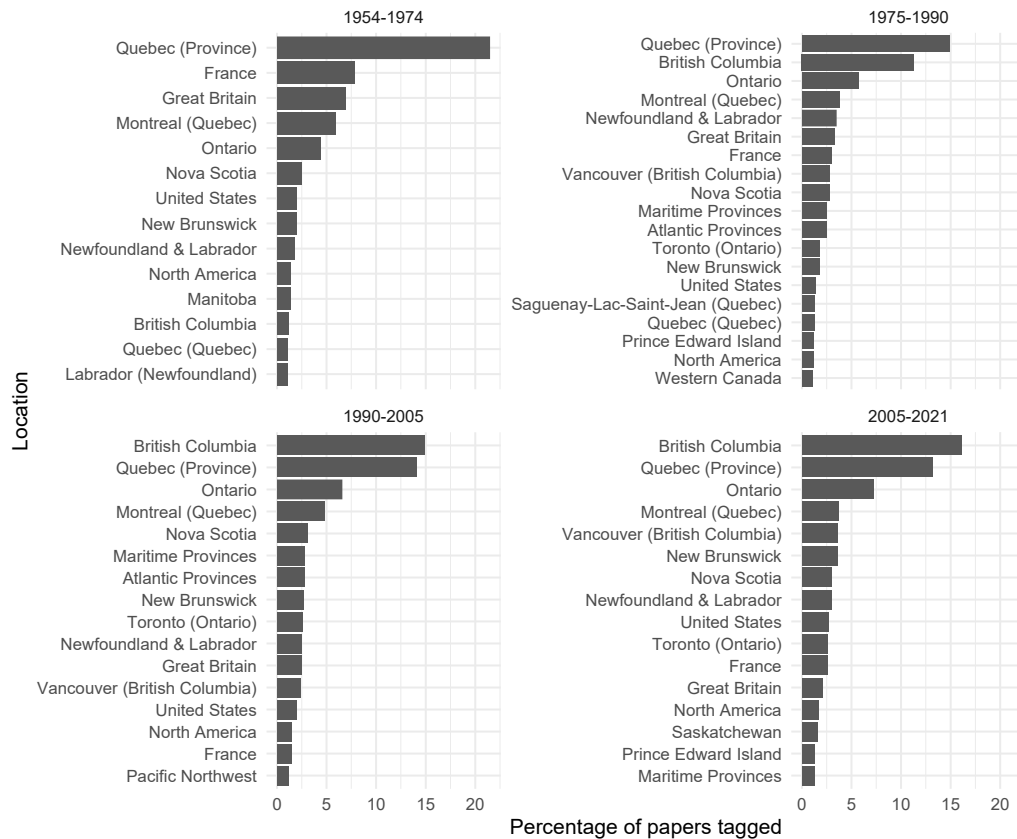 1954-1974
Quebec (Province)
France
Great Britain
Montreal (Quebec)
Ontario
Nova Scotia
United States
New Brunswick
Newfoundland & Labrador
North America
Manitoba
British Columbia
Quebec (Quebec)
Labrador (Newfoundland)
1975-1990
Quebec (Province)
British Columbia
Ontario
Montreal (Quebec)
Newfoundland & Labrador
Great Britain
France
Vancouver (British Columbia)
Nova Scotia
Maritime Provinces
Atlantic Provinces
Toronto (Ontario)
New Brunswick
United States
Saguenay-Lac-Saint-Jean (Quebec)
Quebec (Quebec)
Prince Edward Island
North America
Western Canada
Location
1990-2005
British Columbia
Quebec (Province)
Ontario
Montreal (Quebec)
Nova Scotia
Maritime Provinces
Atlantic Provinces
New Brunswick
Toronto (Ontario)
Newfoundland & Labrador
Great Britain
Vancouver (British Columbia)
United States
North America
France
Pacific Northwest
0 5 10 15 20
2005-2021
British Columbia
Quebec (Province)
Ontario
Montreal (Quebec)
Vancouver (British Columbia)
New Brunswick
Nova Scotia
Newfoundland & Labrador
United States
Toronto (Ontario)
France
Great Britain
North America
Saskatchewan
Prince Edward Island
Maritime Provinces
0 5 10 15 20
Percentage of papers tagged